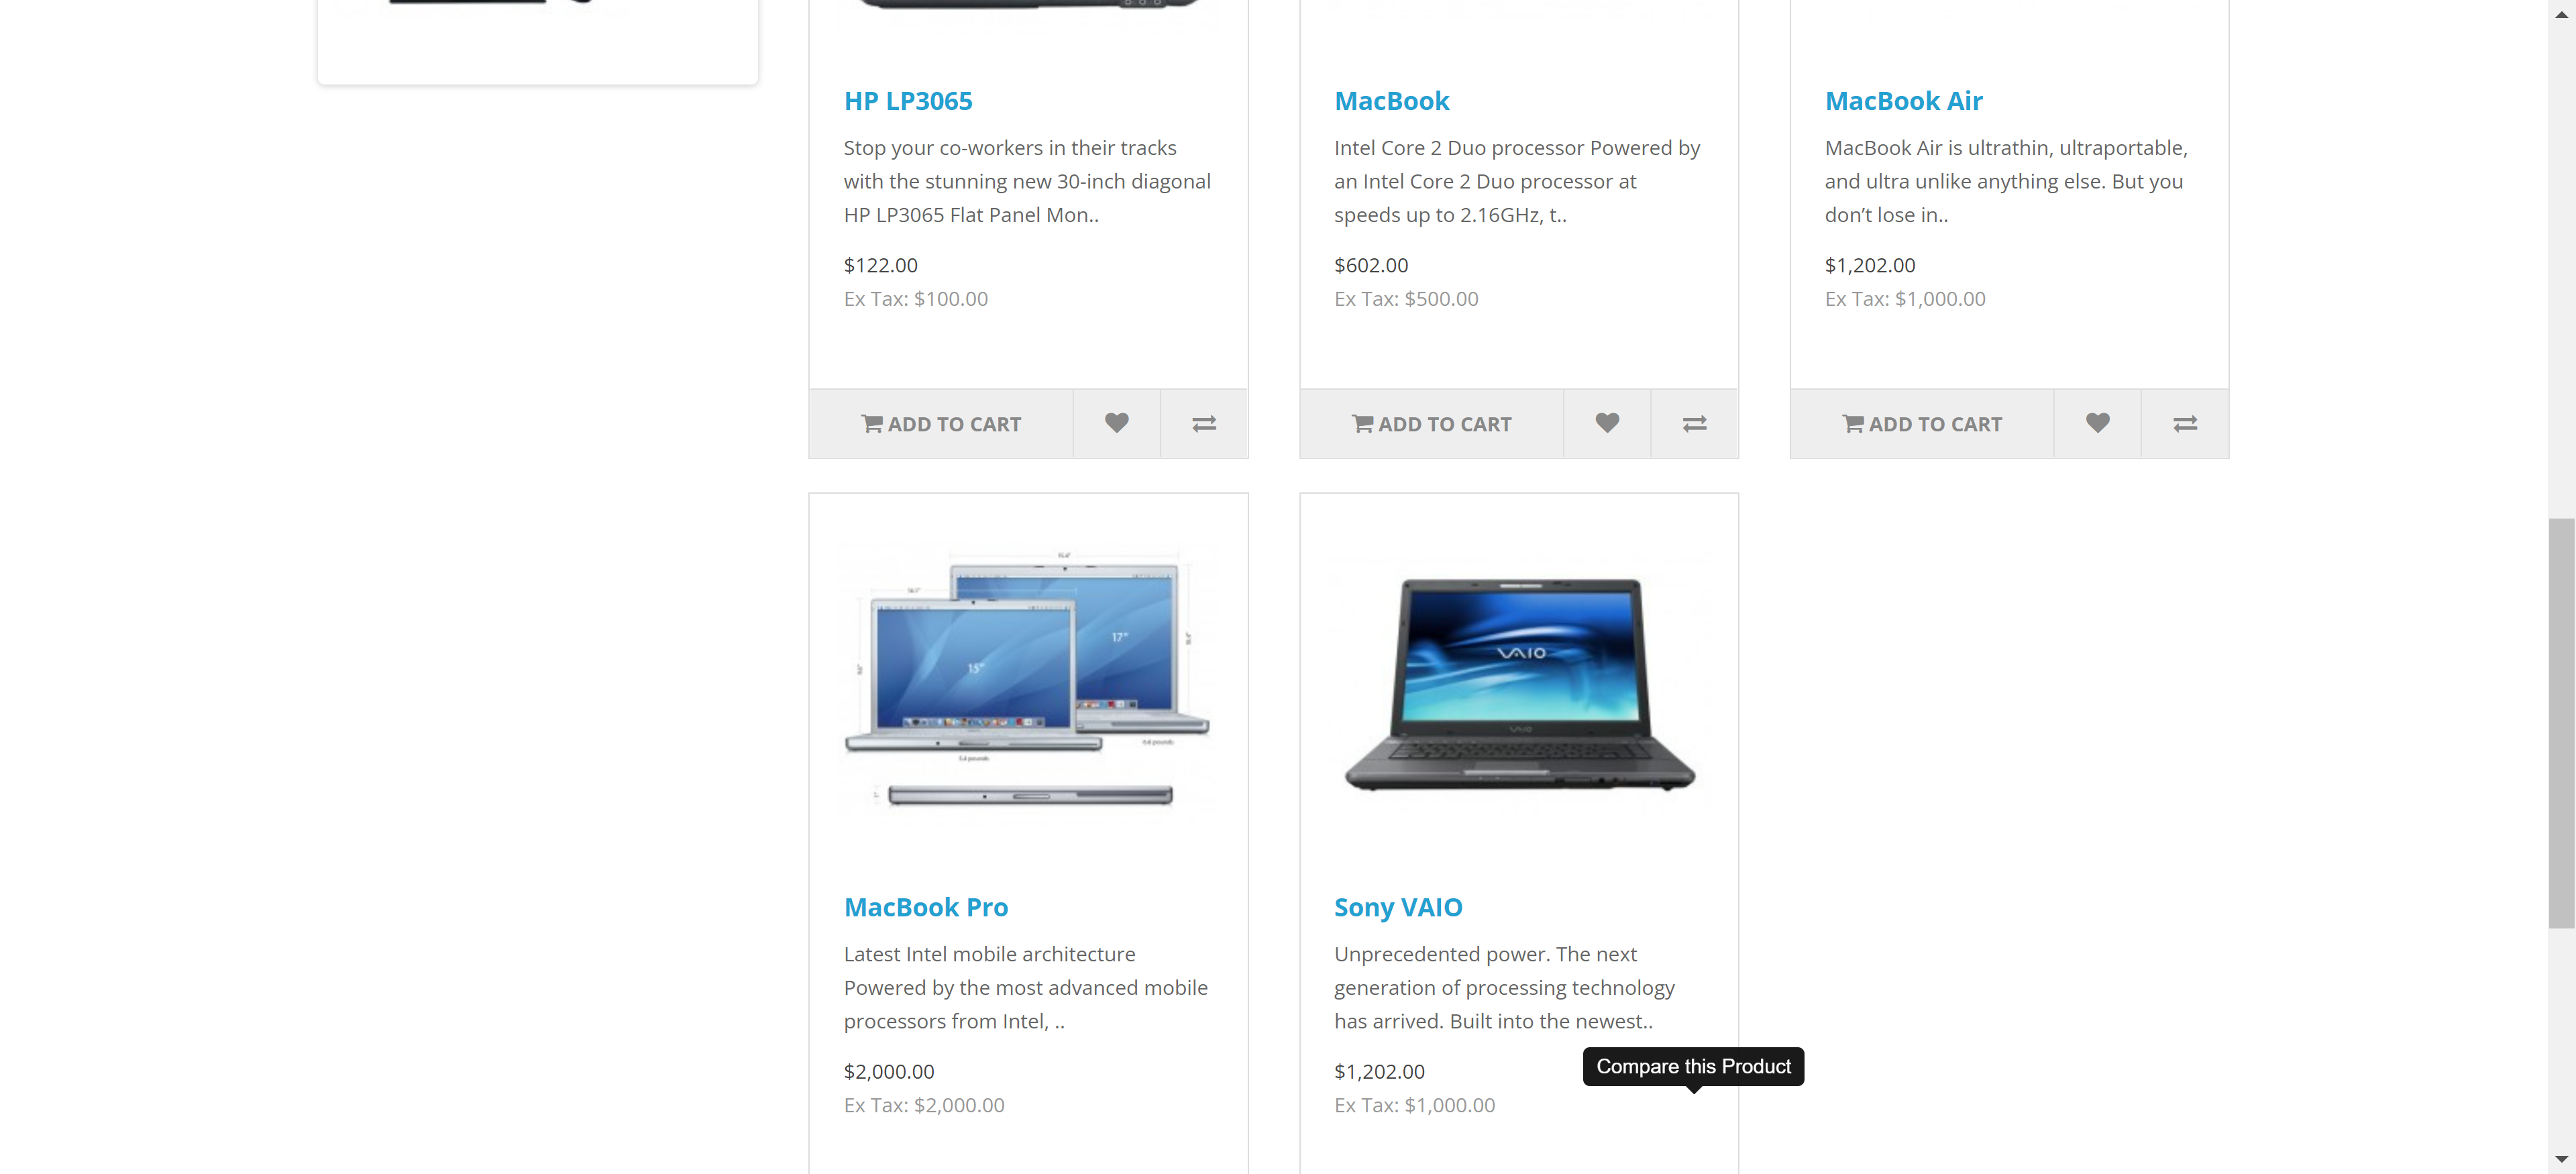 HP LP3065
Stop your co-workers in their tracks
with the stunning new 30-inch diagonal
HP LP3065 Flat Panel Mon..
$122.00
Ex Tax: $100.00
ADD TO CART
MacBook
Intel Core 2 Duo processor Powered by
an Intel Core 2 Duo processor at
speeds up to 2.16GHz, t..
$602.00
Ex Tax: $500.00
ADD TO CART
MacBook Air
MacBook Air is ultrathin, ultraportable,
and ultra unlike anything else. But you
don’t lose in..
$1,202.00
Ex Tax: $1,000.00
ADD TO CART
15"
17"
MacBook Pro
Latest Intel mobile architecture
Powered by the most advanced mobile
processors from Intel, ..
$2,000.00
Ex Tax: $2,000.00
VAIO
VAIO
Sony VAIO
Unprecedented power. The next
generation of processing technology
has arrived. Built into the newest..
$1,202.00
Ex Tax: $1,000.00
Compare this Product